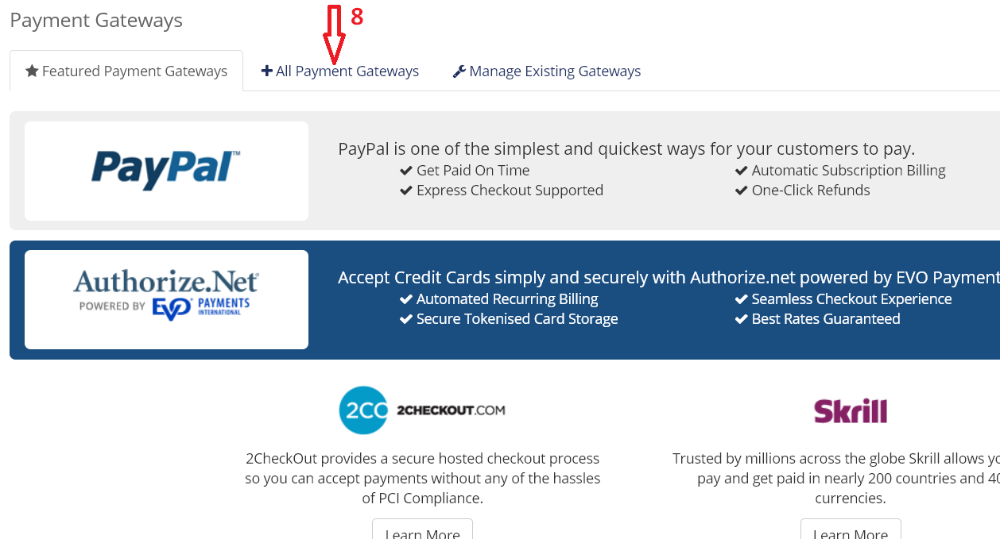 Payment Gateways
8
Featured Payment Gateways
All Payment Gateways
Manage Existing Gateways
PayPal™
PayPal is one of the simplest and quickest ways for your customers to pay.
Get Paid On Time
Automatic Subscription Billing
Express Checkout Supported
One-Click Refunds
Authorize.Net®
POWERED BY EVO® PAYMENTS INTERNATIONAL
Accept Credit Cards simply and securely with Authorize.net powered by EVO Payment
Automated Recurring Billing
Seamless Checkout Experience
Secure Tokenised Card Storage
Best Rates Guaranteed
2CO 2CHECKOUT.COM
Skrill
2CheckOut provides a secure hosted checkout process
so you can accept payments without any of the hassles
of PCI Compliance.
Trusted by millions across the globe Skrill allows
pay and get paid in nearly 200 countries and
currencies.
Learn More
Learn More